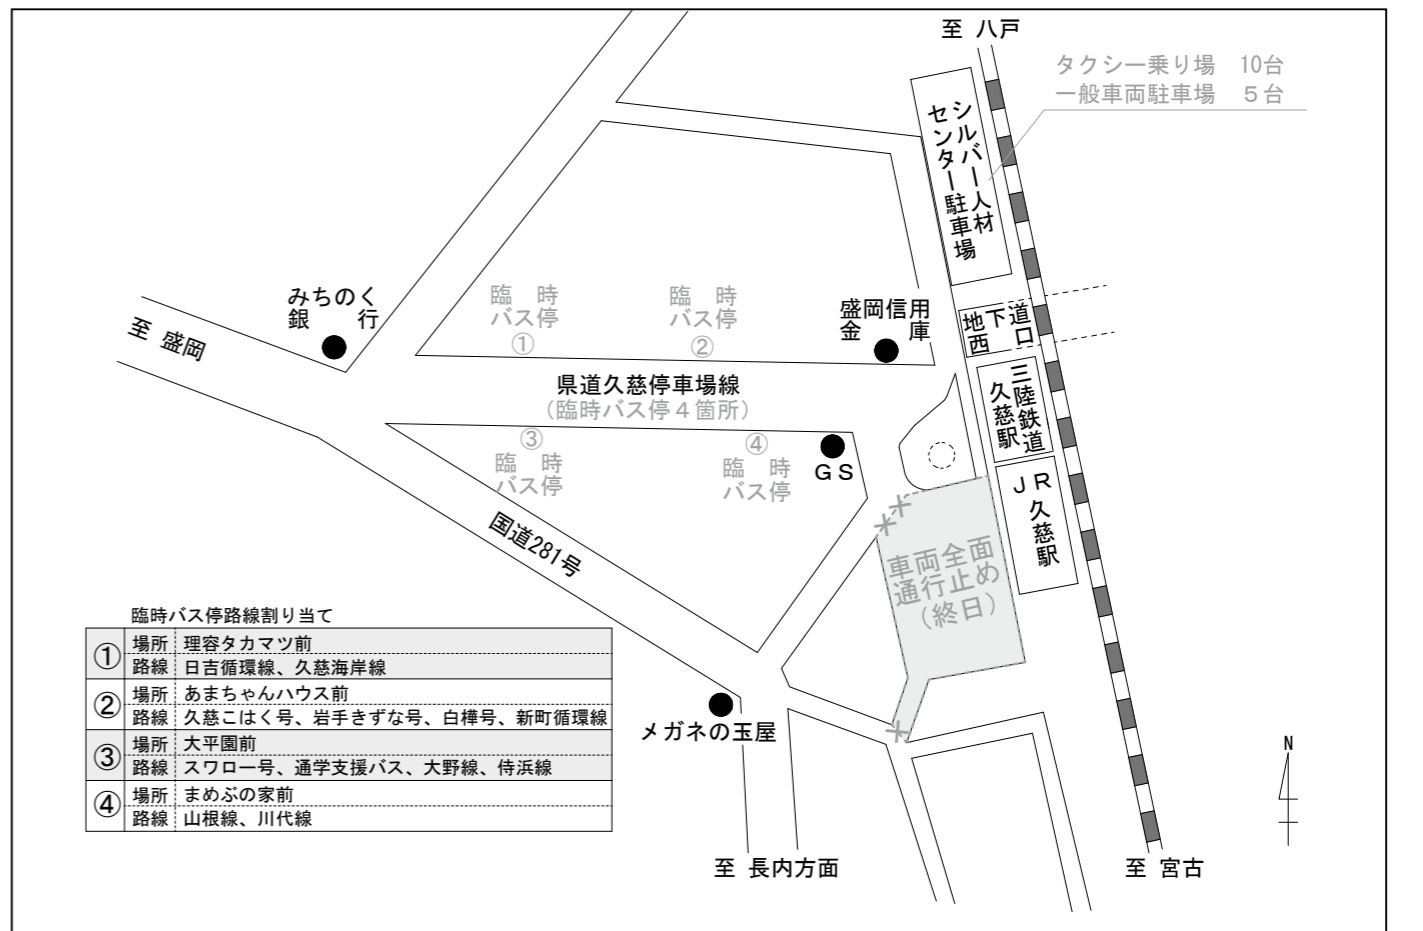 至 八戸
タクシー乗り場　10台
一般車両駐車場　５台
シルバー人材
センター駐車場
みちのく
銀　　行
至 盛岡
臨　時
バス停
①
臨　時
バス停
②
盛岡信用
金　　庫
地下道
西　口
県道久慈停車場線
（臨時バス停４箇所）
三陸鉄道
久慈駅
③
臨　時
バス停
④
臨　時
バス停
ＧＳ
ＪＲ
久慈駅
国道281号
車両全面
通行止め
（終日）
臨時バス停路線割り当て
① 場所 理容タカマツ前
路線 日吉循環線、久慈海岸線
② 場所 あまちゃんハウス前
路線 久慈こはく号、岩手きずな号、白樺号、新町循環線
③ 場所 大平園前
路線 スワロー号、通学支援バス、大野線、侍浜線
④ 場所 まめぶの家前
路線 山根線、川代線
メガネの玉屋
N
至 長内方面
至 宮古